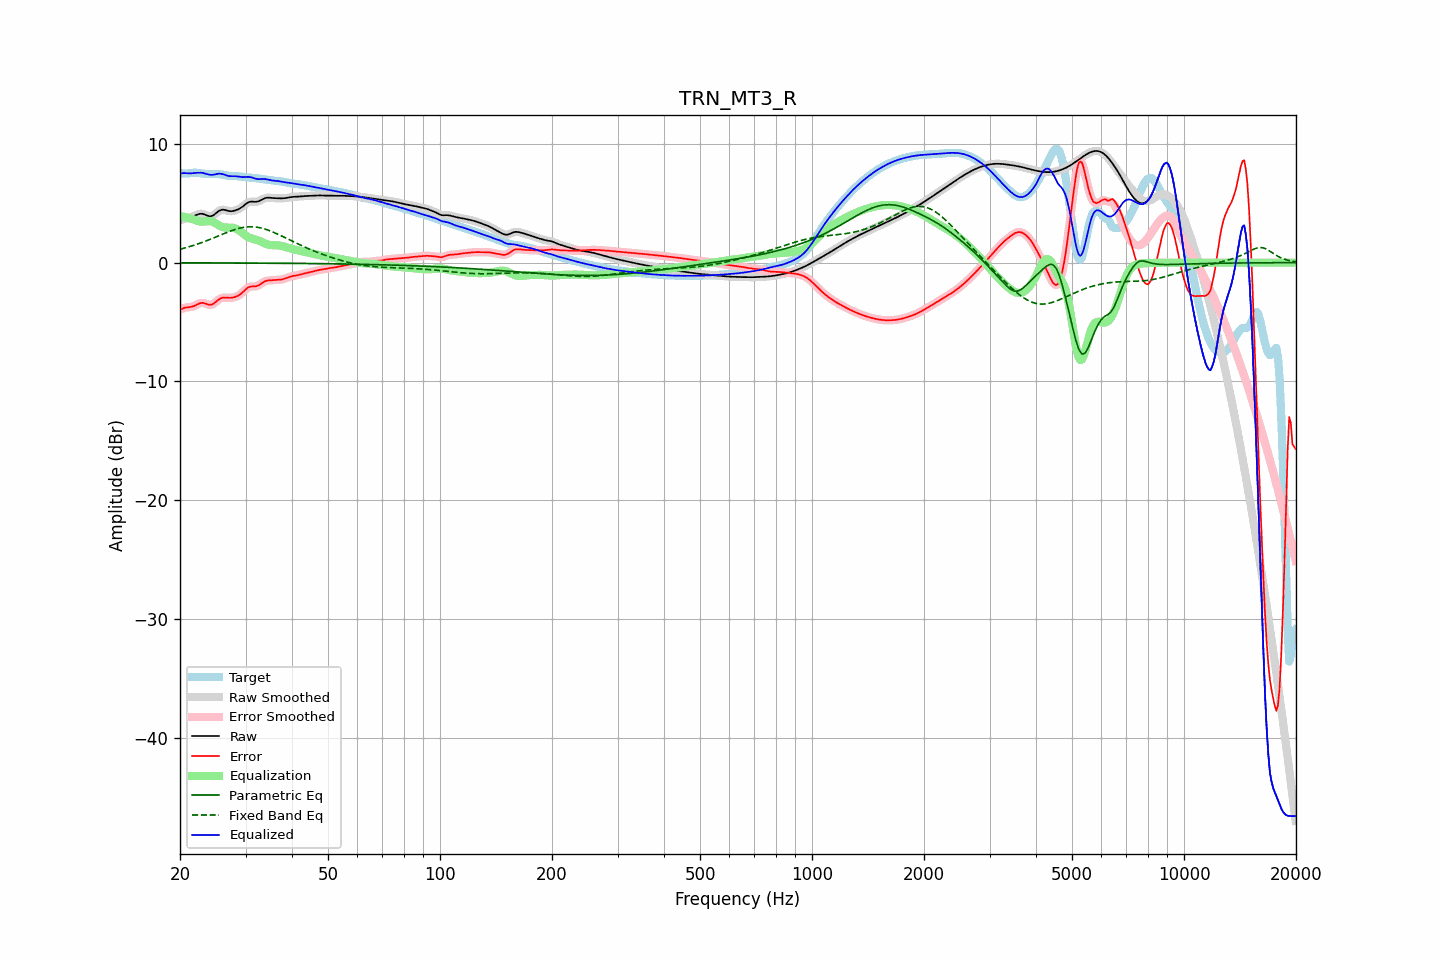 TRN_MT3_R
Amplitude (dBr)
10
0
−10
−20
−30
−40
Target
Raw Smoothed
Error Smoothed
Raw
Error
Equalization
Parametric Eq
Fixed Band Eq
Equalized
20
50
100
200
500
1000
2000
5000
10000
20000
Frequency (Hz)